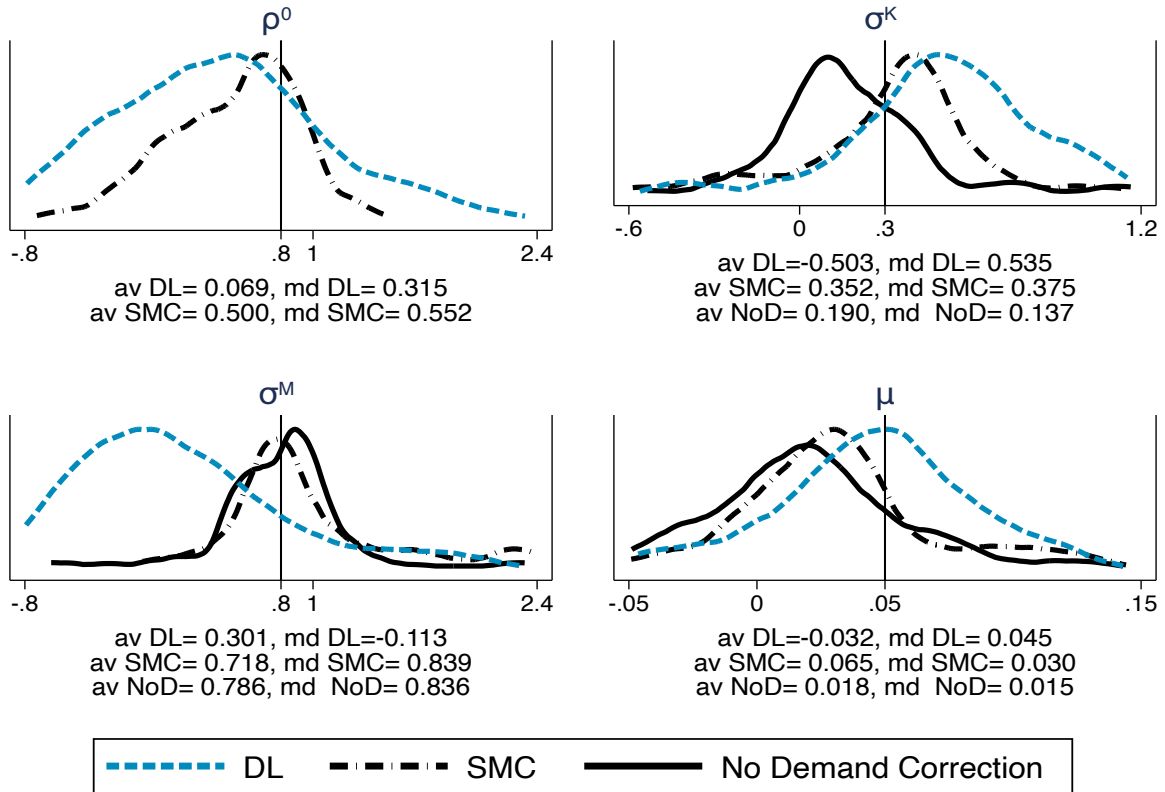 ρ⁰
-.8 .8 1 2.4
av DL= 0.069, md DL= 0.315
av SMC= 0.500, md SMC= 0.552
σᴷ
-.6 0 .3 1.2
av DL=-0.503, md DL= 0.535
av SMC= 0.352, md SMC= 0.375
av NoD= 0.190, md NoD= 0.137
σᴹ
-.8 .8 1 2.4
av DL= 0.301, md DL=-0.113
av SMC= 0.718, md SMC= 0.839
av NoD= 0.786, md NoD= 0.836
μ
-.05 0 .05 .15
av DL=-0.032, md DL= 0.045
av SMC= 0.065, md SMC= 0.030
av NoD= 0.018, md NoD= 0.015
DL SMC No Demand Correction